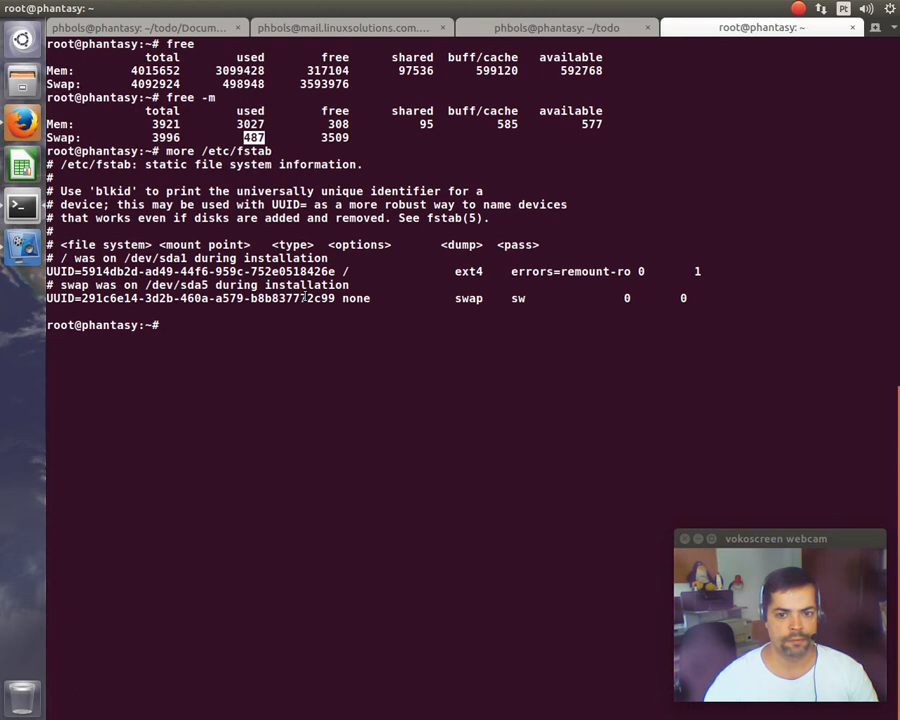 phbols@phantasy: ~
Pt
phbols@phantasy: ~/todo/Docum...
phbols@mail.linuxsolutions.com....
phbols@phantasy: ~/todo
root@phantasy: ~
root@phantasy:~# free
total used free shared buff/cache available
Mem: 4015652 3099428 317104 97536 599120 592768
Swap: 4092924 498948 3593976
root@phantasy:~# free -m
total used free shared buff/cache available
Mem: 3921 3027 308 95 585 577
Swap: 3996 487 3509
root@phantasy:~# more /etc/fstab
# /etc/fstab: static file system information.
#
# Use 'blkid' to print the universally unique identifier for a
# device; this may be used with UUID= as a more robust way to name devices
# that works even if disks are added and removed. See fstab(5).
#
# <file system> <mount point> <type> <options> <dump> <pass>
# / was on /dev/sda1 during installation
UUID=5914db2d-ad49-44f6-959c-752e0518426e / ext4 errors=remount-ro 0 1
# swap was on /dev/sda5 during installation
UUID=291c6e14-3d2b-460a-a579-b8b837772c99 none swap sw 0 0
root@phantasy:~#
vokoscreen webcam